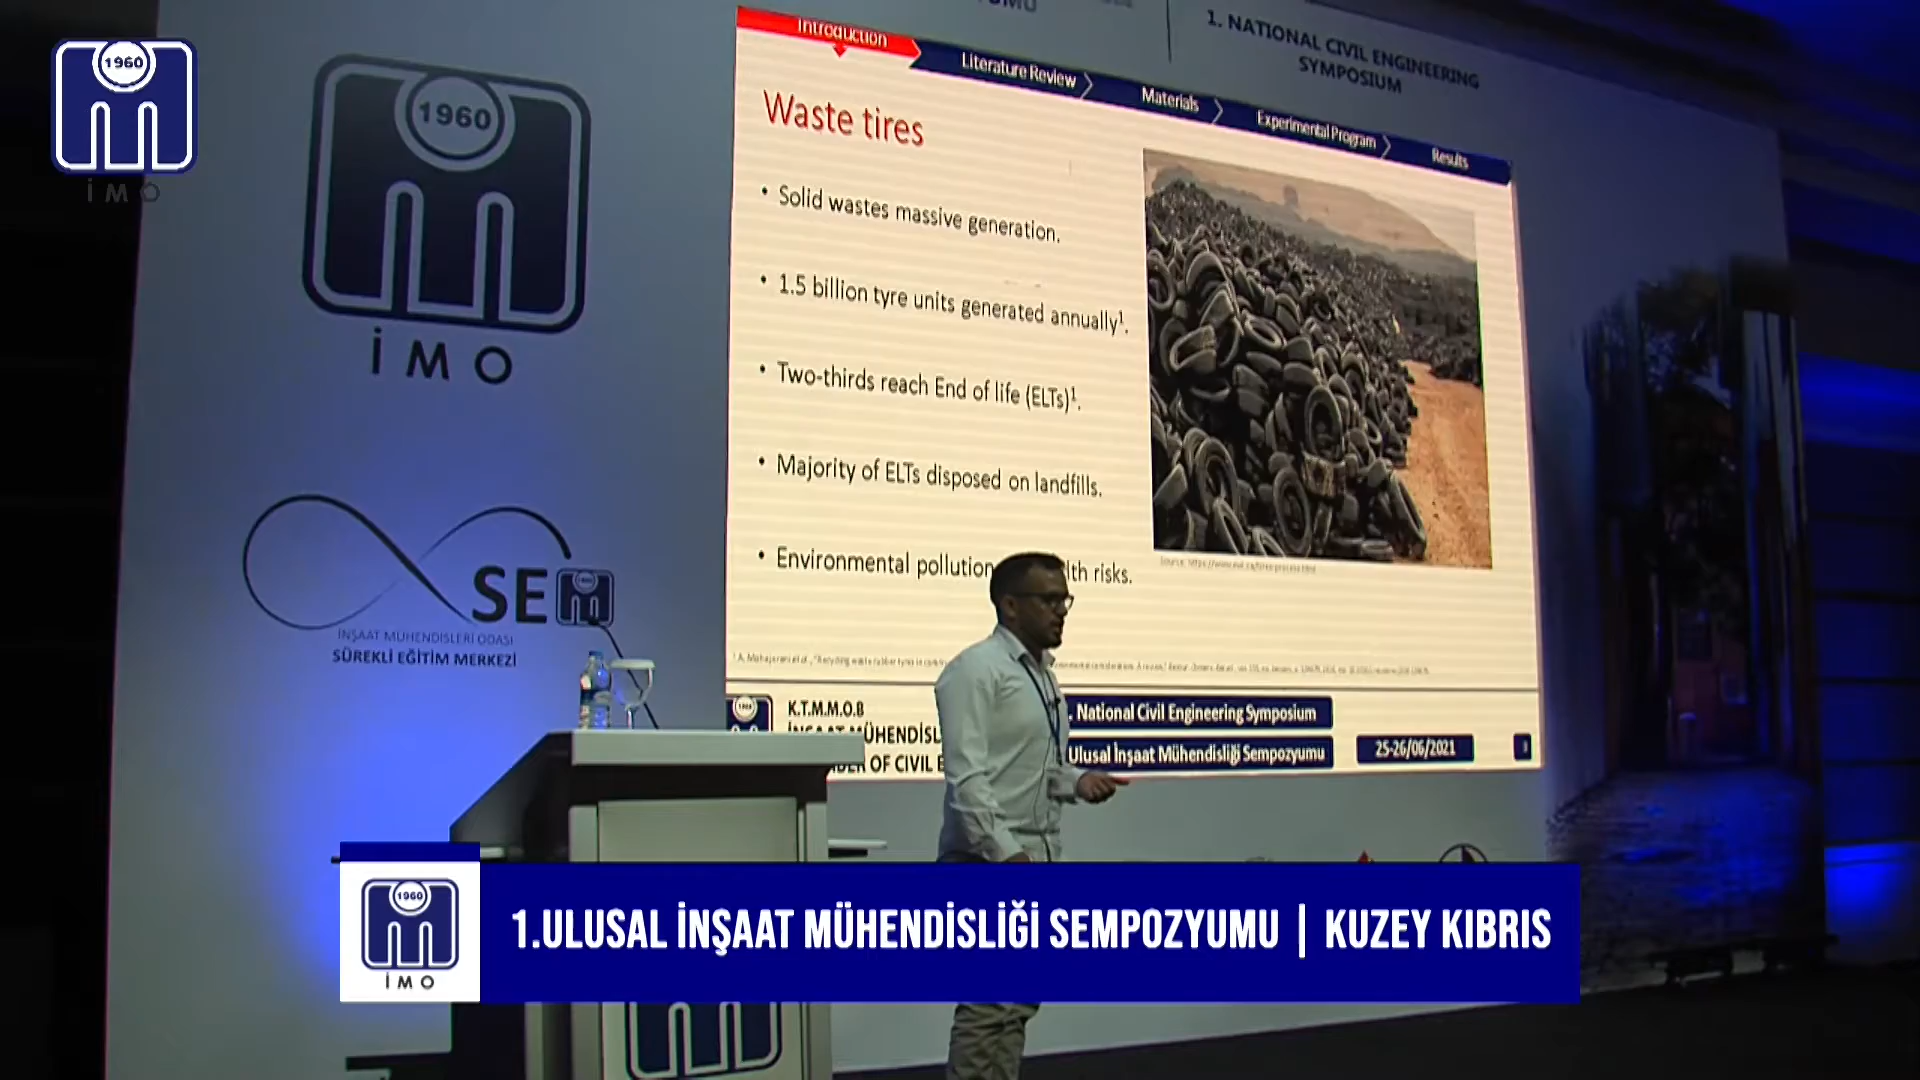 1960
İMO
1960
İMO
SEM
1960
İNŞAAT MÜHENDİSLERİ ODASI
SÜREKLİ EĞİTİM MERKEZİ
1. NATIONAL CIVIL ENGINEERING
SYMPOSIUM
Introduction
Literature Review
Materials
Experimental Program
Results
Waste tires
• Solid wastes massive generation.
• 1.5 billion tyre units generated annually¹.
• Two-thirds reach End of life (ELTs)¹.
• Majority of ELTs disposed on landfills.
• Environmental pollution lth risks.
K.T.M.M.O.B
OF CIVIL E
. National Civil Engineering Symposium
Ulusal İnşaat Mühendisliği Sempozyumu
25-26/06/2021
1960
İMO
1.ULUSAL İNŞAAT MÜHENDİSLİĞİ SEMPOZYUMU | KUZEY KIBRIS